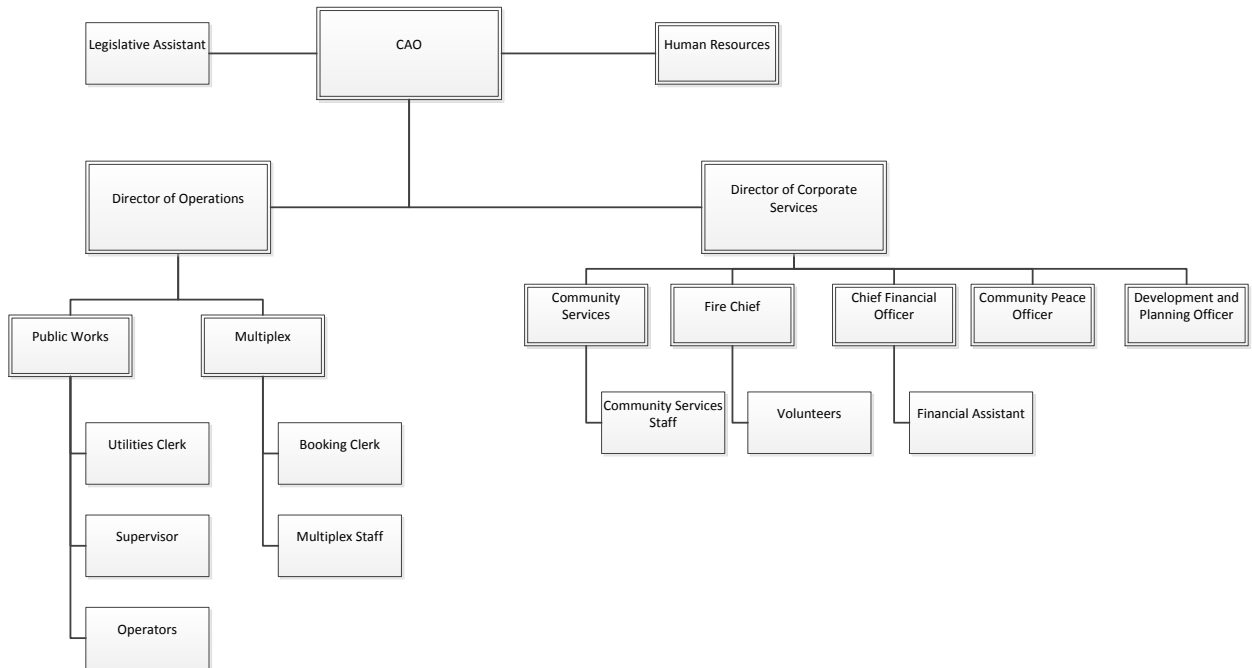 Legislative Assistant
CAO
Human Resources
Director of Operations
Director of Corporate
Services
Community
Services
Fire Chief
Chief Financial
Officer
Community Peace
Officer
Development and
Planning Officer
Public Works
Multiplex
Community Services
Staff
Volunteers
Financial Assistant
Utilities Clerk
Booking Clerk
Supervisor
Multiplex Staff
Operators